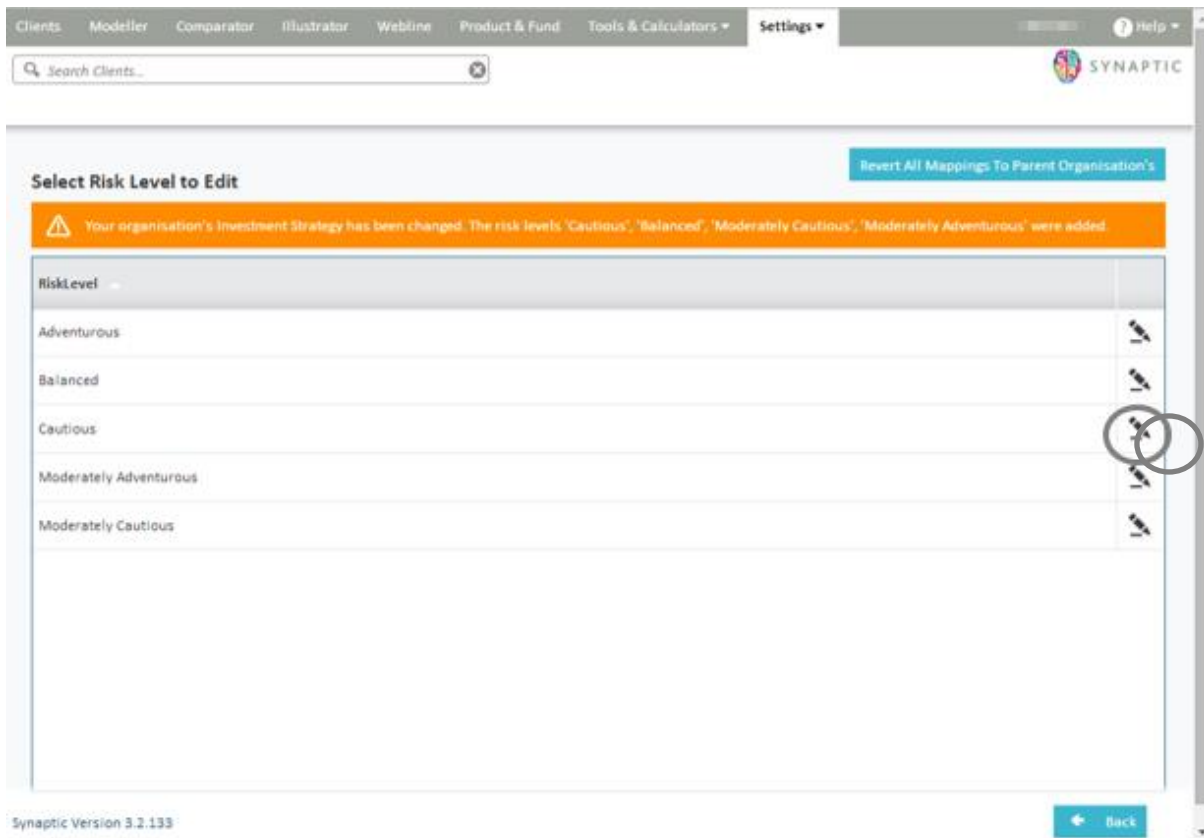 Clients Modeller Comparator Illustrator Webline Product & Fund Tools & Calculators Settings Help
Search Clients...
SYNAPTIC
Revert All Mappings To Parent Organisation's
Select Risk Level to Edit
Your organisation's Investment Strategy has been changed. The risk levels 'Cautious', 'Balanced', 'Moderately Cautious', 'Moderately Adventurous' were added.
RiskLevel
Adventurous
Balanced
Cautious
Moderately Adventurous
Moderately Cautious
Synaptic Version 3.2.133
Back